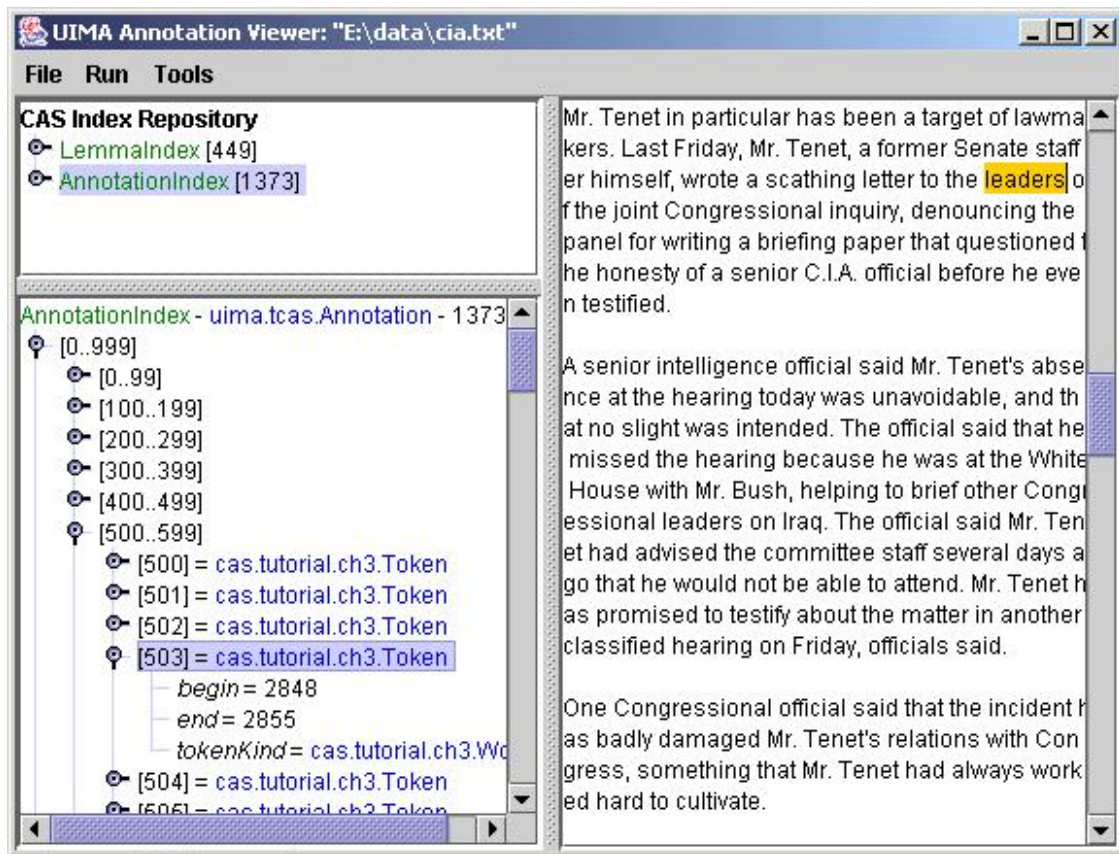 UIMA Annotation Viewer: "E:\data\cia.txt"
File Run Tools
CAS Index Repository
LemmaIndex [449]
AnnotationIndex [1373]
AnnotationIndex - uima.tcas.Annotation - 1373
[0..999]
[0..99]
[100..199]
[200..299]
[300..399]
[400..499]
[500..599]
[500] = cas.tutorial.ch3.Token
[501] = cas.tutorial.ch3.Token
[502] = cas.tutorial.ch3.Token
[503] = cas.tutorial.ch3.Token
begin = 2848
end = 2855
tokenKind = cas.tutorial.ch3.Wo
[504] = cas.tutorial.ch3.Token
Mr. Tenet in particular has been a target of lawma
kers. Last Friday, Mr. Tenet, a former Senate staff
er himself, wrote a scathing letter to the leaders o
f the joint Congressional inquiry, denouncing the
panel for writing a briefing paper that questioned t
he honesty of a senior C.I.A. official before he eve
n testified.
A senior intelligence official said Mr. Tenet's abse
nce at the hearing today was unavoidable, and th
at no slight was intended. The official said that he
missed the hearing because he was at the White
House with Mr. Bush, helping to brief other Congr
essional leaders on Iraq. The official said Mr. Ten
et had advised the committee staff several days a
go that he would not be able to attend. Mr. Tenet h
as promised to testify about the matter in another
classified hearing on Friday, officials said.
One Congressional official said that the incident h
as badly damaged Mr. Tenet's relations with Con
gress, something that Mr. Tenet had always work
ed hard to cultivate.